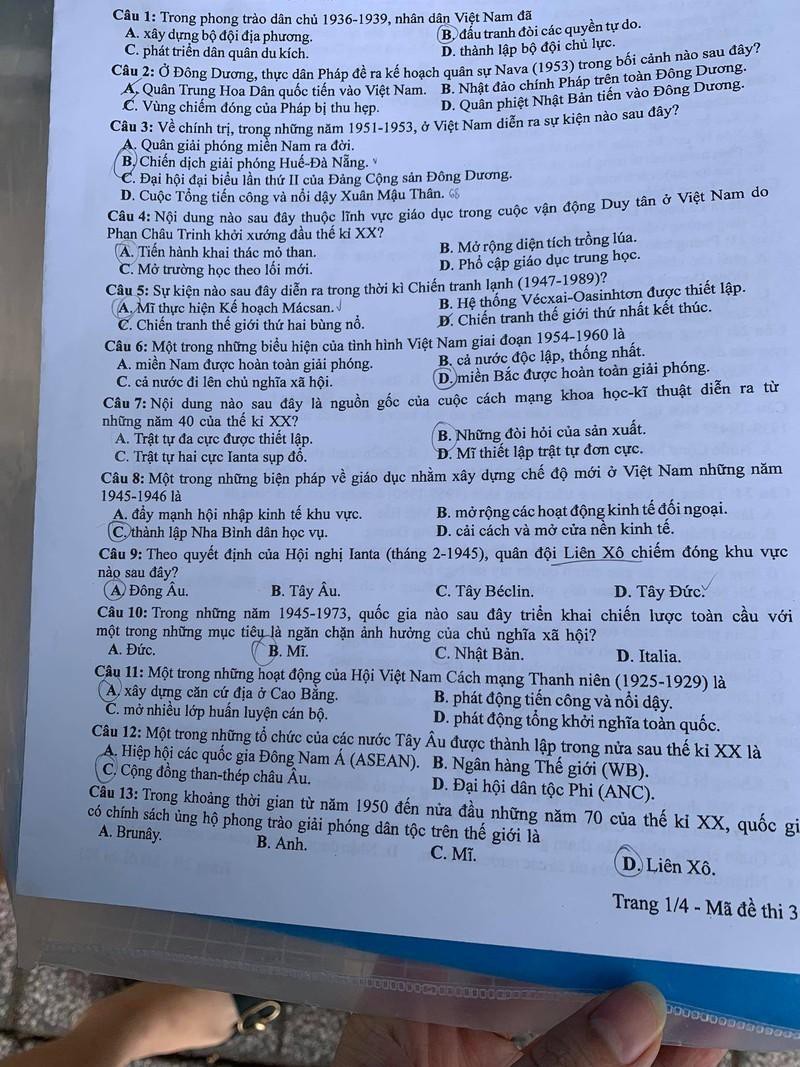 Câu 1: Trong phong trào dân chủ 1936-1939, nhân dân Việt Nam đã
A. xây dựng bộ đội địa phương. B. đấu tranh đòi các quyền tự do.
C. phát triển dân quân du kích. D. thành lập bộ đội chủ lực.
Câu 2: Ở Đông Dương, thực dân Pháp đề ra kế hoạch quân sự Nava (1953) trong bối cảnh nào sau đây?
A. Quân Trung Hoa Dân quốc tiến vào Việt Nam. B. Nhật đảo chính Pháp trên toàn Đông Dương.
C. Vùng chiếm đóng của Pháp bị thu hẹp. D. Quân phiệt Nhật Bản tiến vào Đông Dương.
Câu 3: Về chính trị, trong những năm 1951-1953, ở Việt Nam diễn ra sự kiện nào sau đây?
A. Quân giải phóng miền Nam ra đời.
B. Chiến dịch giải phóng Huế-Đà Nẵng.
C. Đại hội đại biểu lần thứ II của Đảng Cộng sán Đông Dương.
D. Cuộc Tổng tiến công và nổi dậy Xuân Mậu Thân. 68
Câu 4: Nội dung nào sau đây thuộc lĩnh vực giáo dục trong cuộc vận động Duy tân ở Việt Nam do
Phan Châu Trinh khởi xướng đầu thế kỉ XX?
A. Tiến hành khai thác mỏ than. B. Mở rộng diện tích trồng lúa.
C. Mở trường học theo lối mới. D. Phổ cập giáo dục trung học.
Câu 5: Sự kiện nào sau đây diễn ra trong thời kì Chiến tranh lạnh (1947-1989)?
A. Mĩ thực hiện Kế hoạch Mácsan. B. Hệ thống Vécxai-Oasinhtơn được thiết lập.
C. Chiến tranh thế giới thứ hai bùng nổ. D. Chiến tranh thế giới thứ nhất kết thúc.
Câu 6: Một trong những biểu hiện của tình hình Việt Nam giai đoạn 1954-1960 là
A. miền Nam được hoàn toàn giải phóng. B. cả nước độc lập, thống nhất.
C. cả nước đi lên chủ nghĩa xã hội. D. miền Bắc được hoàn toàn giải phóng.
Câu 7: Nội dung nào sau đây là nguồn gốc của cuộc cách mạng khoa học-kĩ thuật diễn ra từ
những năm 40 của thế kỉ XX?
A. Trật tự đa cực được thiết lập. B. Những đòi hỏi của sản xuất.
C. Trật tự hai cực Ianta sụp đổ. D. Mĩ thiết lập trật tự đơn cực.
Câu 8: Một trong những biện pháp về giáo dục nhằm xây dựng chế độ mới ở Việt Nam những năm
1945-1946 là
A. đẩy mạnh hội nhập kinh tế khu vực. B. mở rộng các hoạt động kinh tế đối ngoại.
C. thành lập Nha Bình dân học vụ. D. cải cách và mở cửa nền kinh tế.
Câu 9: Theo quyết định của Hội nghị Ianta (tháng 2-1945), quân đội Liên Xô chiếm đóng khu vực
nào sau đây?
A. Đông Âu. B. Tây Âu. C. Tây Béclin. D. Tây Đức.
Câu 10: Trong những năm 1945-1973, quốc gia nào sau đây triển khai chiến lược toàn cầu với
một trong những mục tiêu là ngăn chặn ảnh hưởng của chủ nghĩa xã hội?
A. Đức. B. Mĩ. C. Nhật Bản. D. Italia.
Câu 11: Một trong những hoạt động của Hội Việt Nam Cách mạng Thanh niên (1925-1929) là
A. xây dựng căn cứ địa ở Cao Bằng. B. phát động tiến công và nổi dậy.
C. mở nhiều lớp huấn luyện cán bộ. D. phát động tổng khởi nghĩa toàn quốc.
Câu 12: Một trong những tổ chức của các nước Tây Âu được thành lập trong nửa sau thế kỉ XX là
A. Hiệp hội các quốc gia Đông Nam Á (ASEAN). B. Ngân hàng Thế giới (WB).
C. Cộng đồng than-thép châu Âu. D. Đại hội dân tộc Phi (ANC).
Câu 13: Trong khoảng thời gian từ năm 1950 đến nửa đầu những năm 70 của thế kỉ XX, quốc gi
có chính sách ủng hộ phong trào giải phóng dân tộc trên thế giới là
A. Brunây. B. Anh. C. Mĩ. D. Liên Xô.
Trang 1/4 - Mã đề thi 3